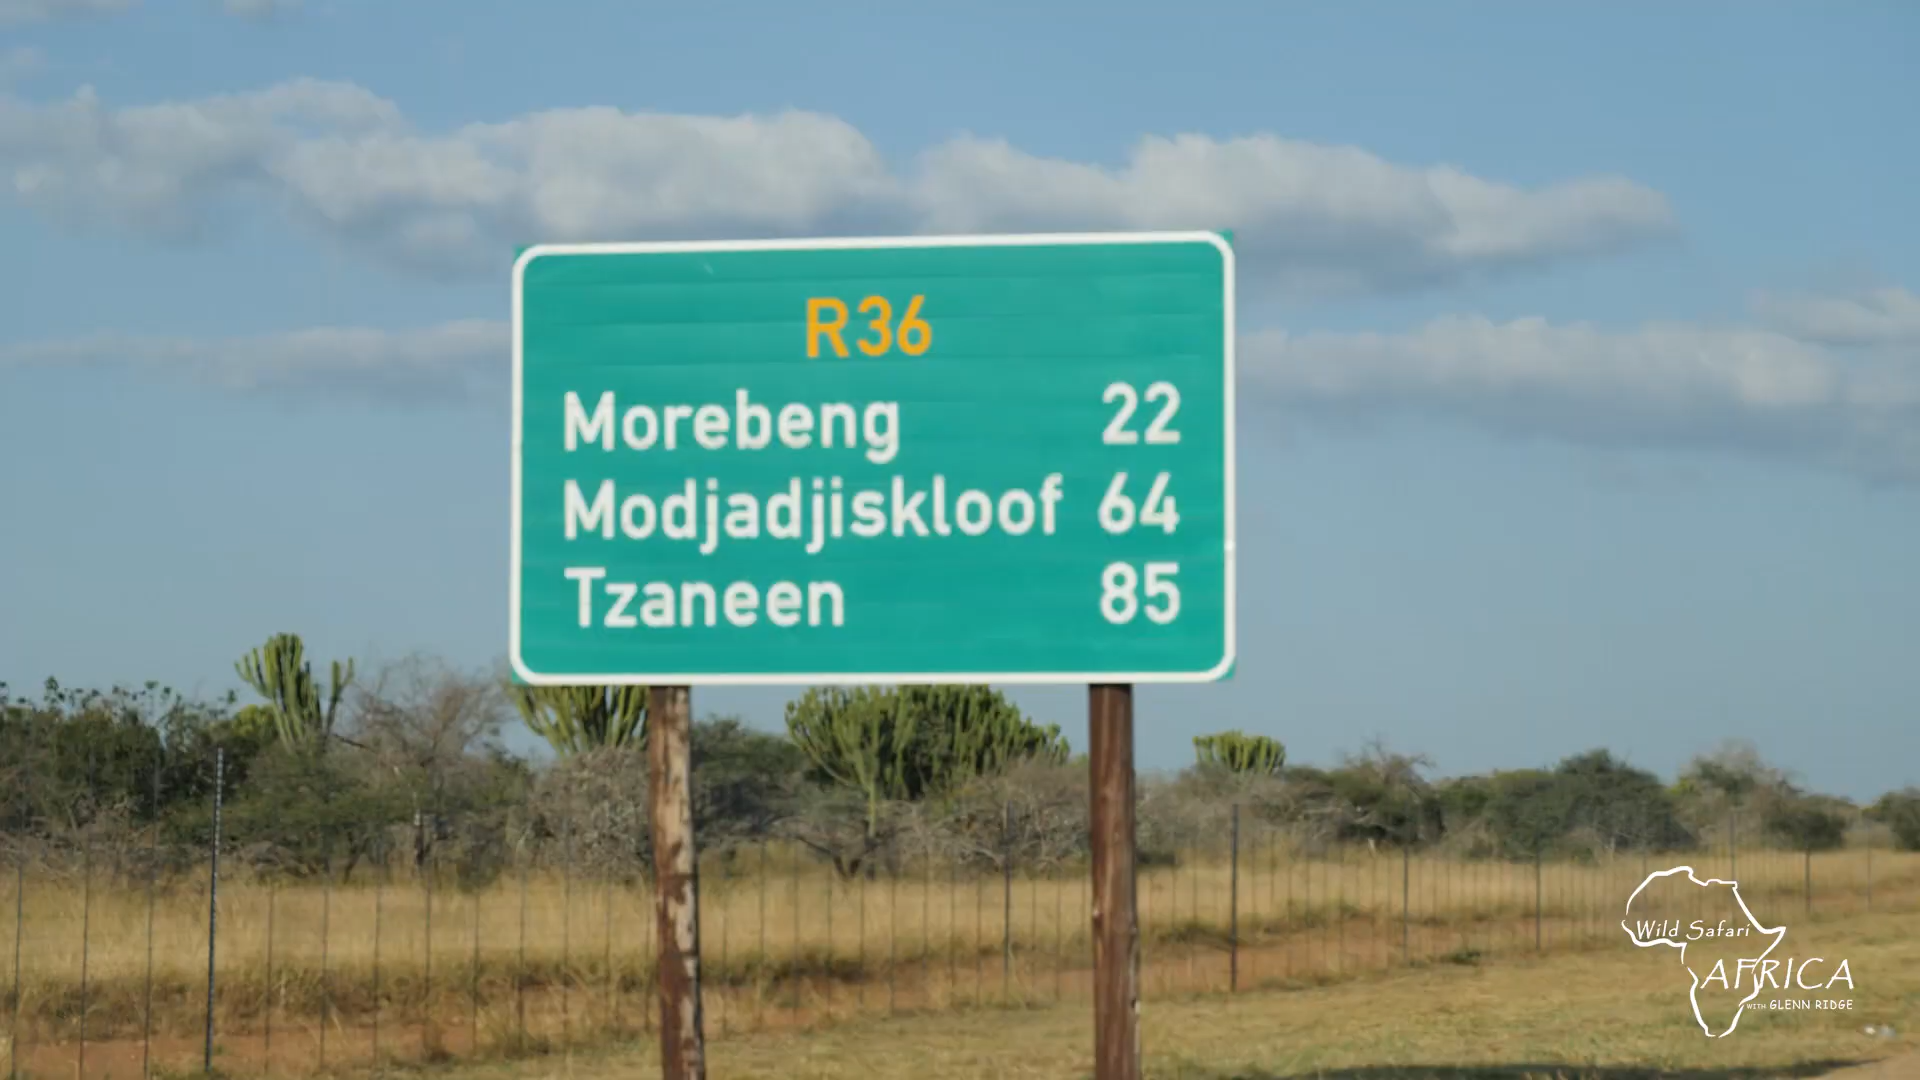 R36
Morebeng 22
Modjadjiskloof 64
Tzaneen 85
Wild Safari
AFRICA
WITH GLENN RIDGE